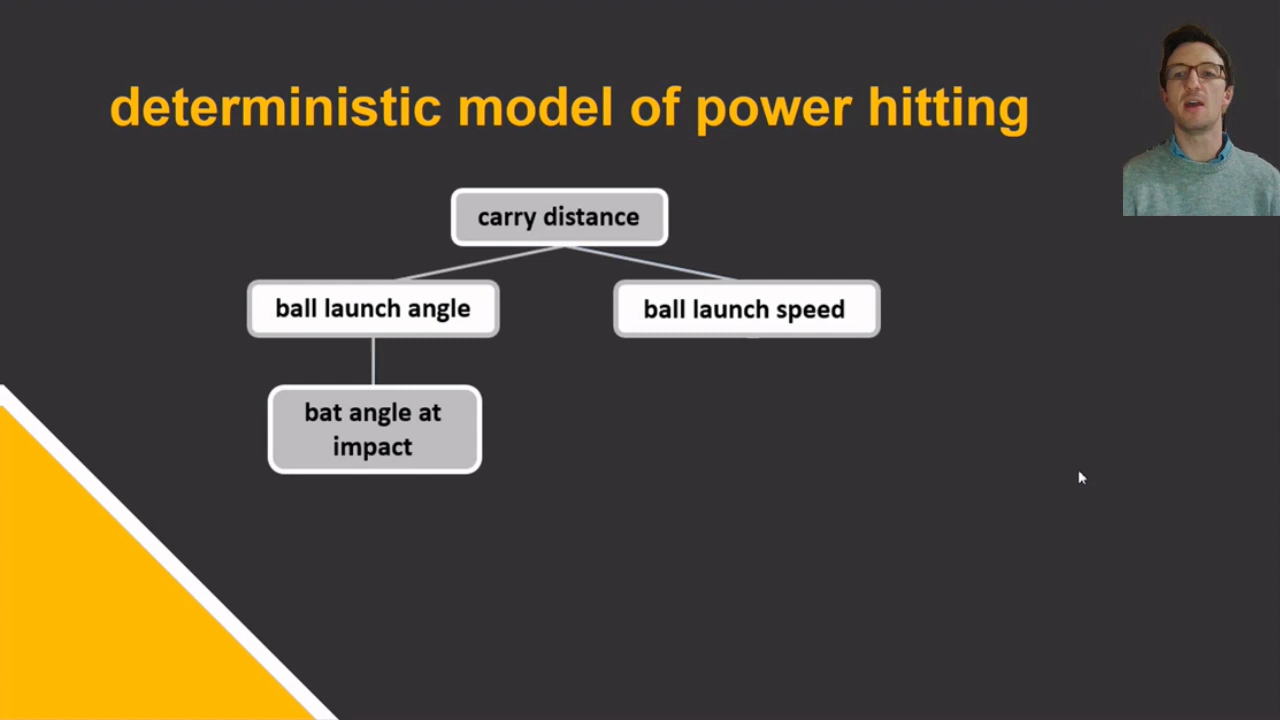 deterministic model of power hitting
carry distance
ball launch angle
ball launch speed
bat angle at
impact